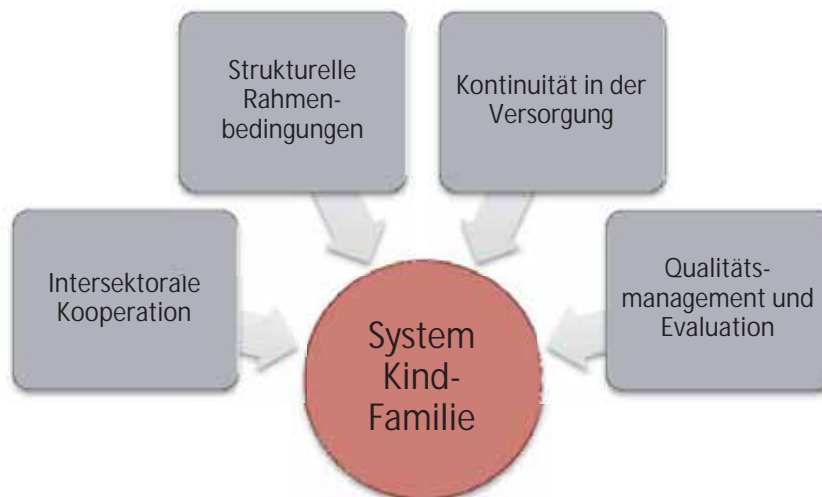 Strukturelle
Rahmen-
bedingungen
Kontinuität in der
Versorgung
Intersektorale
Kooperation
Qualitäts-
management und
Evaluation
System
Kind-
Familie